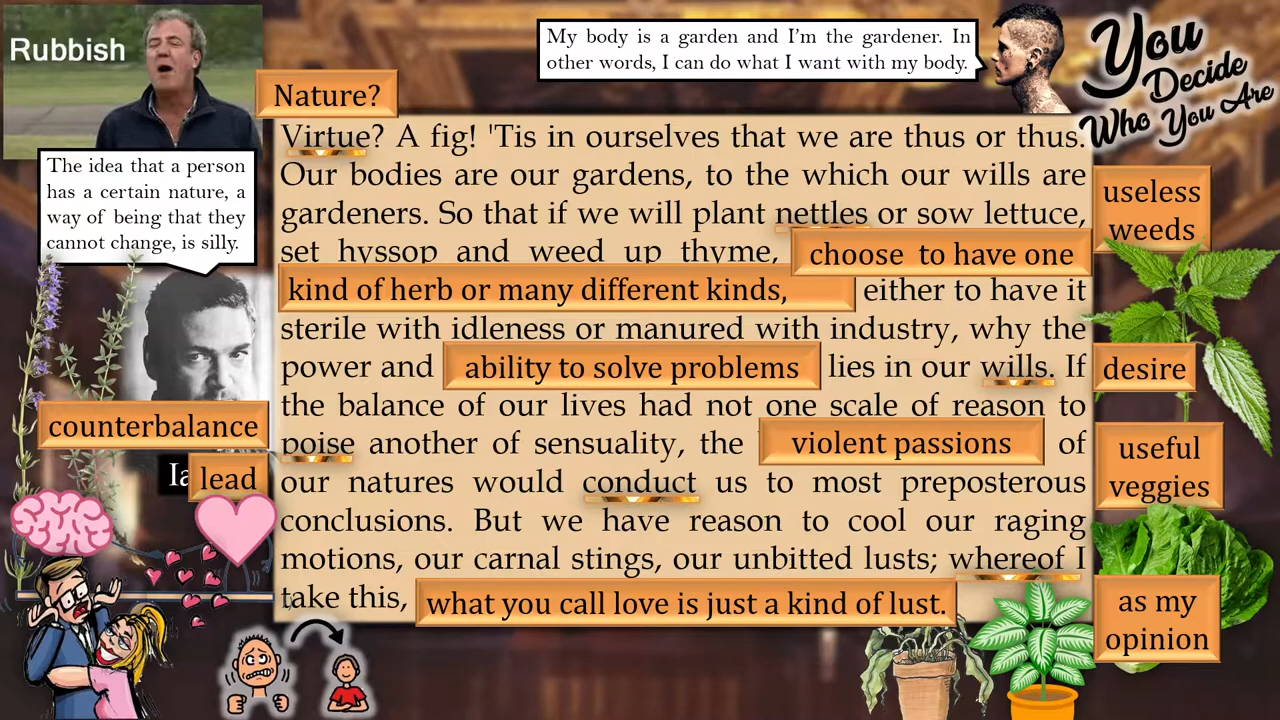 Rubbish
My body is a garden and I'm the gardener. In
other words, I can do what I want with my body.
You
Decide
Who You Are
Nature?
Virtue? A fig! 'Tis in ourselves that we are thus or thus.
Our bodies are our gardens, to the which our wills are
gardeners. So that if we will plant nettles or sow lettuce,
set hyssop and weed up thyme, choose to have one
kind of herb or many different kinds, either to have it
sterile with idleness or manured with industry, why the
power and ability to solve problems lies in our wills. If
the balance of our lives had not one scale of reason to
poise another of sensuality, the violent passions of
our natures would conduct us to most preposterous
conclusions. But we have reason to cool our raging
motions, our carnal stings, our unbitted lusts; whereof I
take this, what you call love is just a kind of lust.
The idea that a person
has a certain nature, a
way of being that they
cannot change, is silly.
counterbalance
Ia
lead
useless
weeds
desire
useful
veggies
as my
opinion